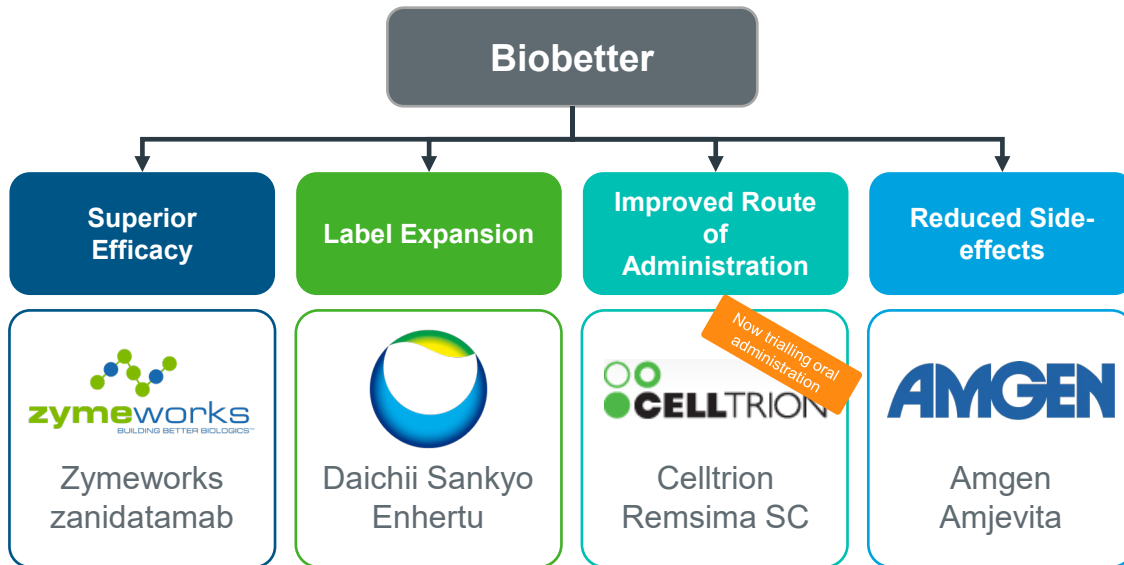 Biobetter
Superior
Efficacy
Label Expansion
Improved Route
of
Administration
Reduced Side-
effects
zymeworks
BUILDING BETTER BIOLOGICS™
Zymeworks
zanidatamab
Daichii Sankyo
Enhertu
Now trialling oral
administration
CELLTRION
Celltrion
Remsima SC
AMGEN
Amgen
Amjevita